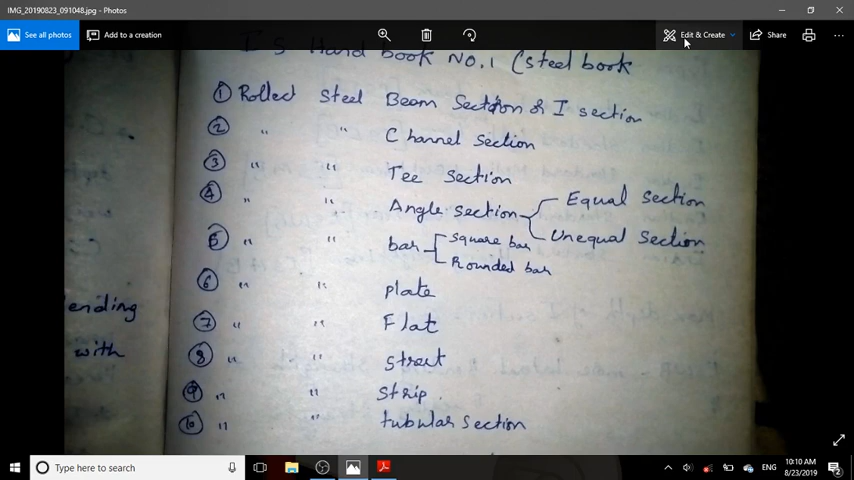 IMG_20190823_091048.jpg - Photos
See all photos
Add to a creation
Edit & Create
Share
I S Hand book NO.1 (Steel book
① Rolled Steel Beam Section or I section
② " " Channel Section
③ " " Tee Section
④ " " Angle section Equal Section
Unequal Section
⑤ " " bar Square bar
Rounded bar
⑥ " " plate
ending
⑦ " " Flat
with
⑧ " " street
⑨ " " Strip.
⑩ " " tubular section
Type here to search
ENG
10:10 AM
8/23/2019
2